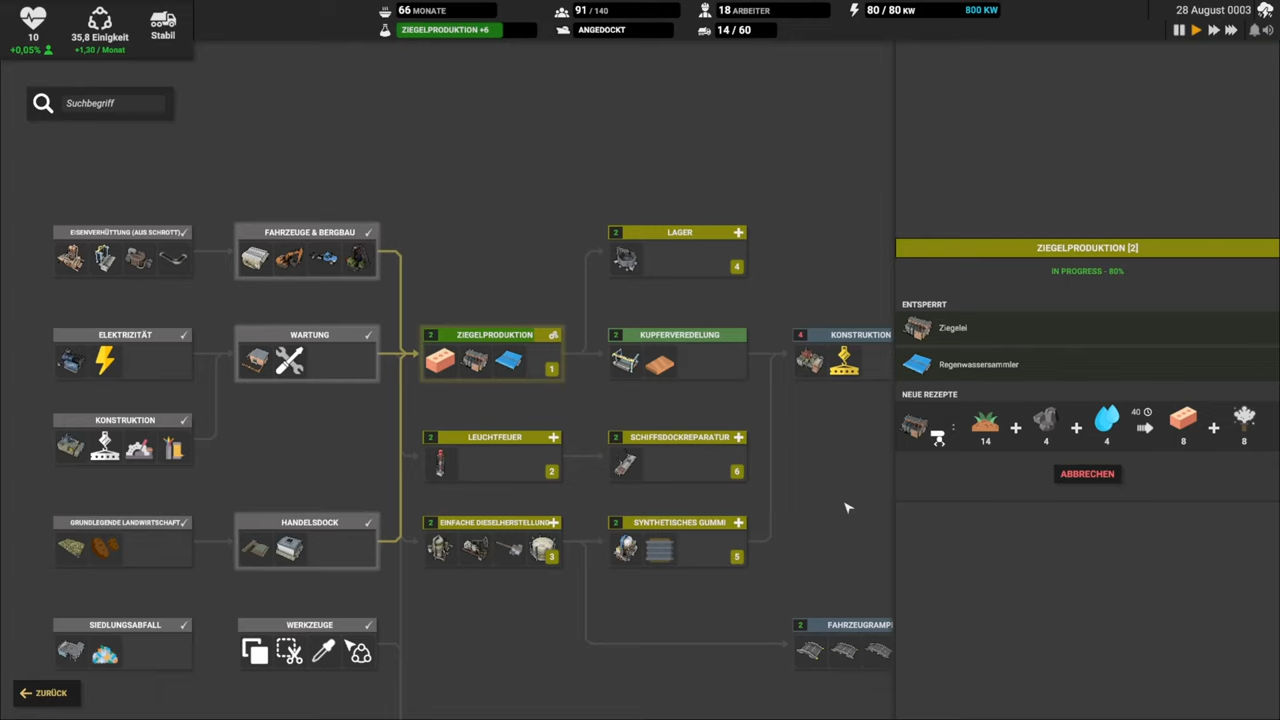 66 MONATE
91 / 140
18 ARBEITER
80 / 80 KW
800 KW
28 August 0003
10
35,8 Einigkeit
Stabil
+0,05%
+1,30 / Monat
ZIEGELPRODUKTION +6
ANGEDOCKT
14 / 60
Suchbegriff
EISENVERHÜTTUNG (AUS SCHROTT)
FAHRZEUGE & BERGBAU
2 LAGER
4
ZIEGELPRODUKTION [2]
IN PROGRESS - 80%
ENTSPERRT
Ziegelei
Regenwassersammler
NEUE REZEPTE
: 14 + 4 + 4 40 8 + 8
ABBRECHEN
ELEKTRIZITÄT
WARTUNG
2 ZIEGELPRODUKTION
1
2 KUPFERVEREDELUNG
4 KONSTRUKTION
KONSTRUKTION
2 LEUCHTFEUER
2
2 SCHIFFSDOCKREPARATUR
6
GRUNDLEGENDE LANDWIRTSCHAFT
HANDELSDOCK
2 EINFACHE DIESELHERSTELLUNG
3
2 SYNTHETISCHES GUMMI
5
SIEDLUNGSABFALL
WERKZEUGE
2 FAHRZEUGRAMP
ZURÜCK